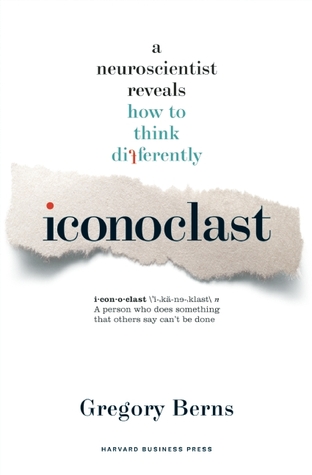 a
neuroscientist
reveals
how to
think
differently
iconoclast
i·con·o·clast \'ī-ˌkä-nə-ˌklast\ n
A person who does something
that others say can't be done
Gregory Berns
HARVARD BUSINESS PRESS